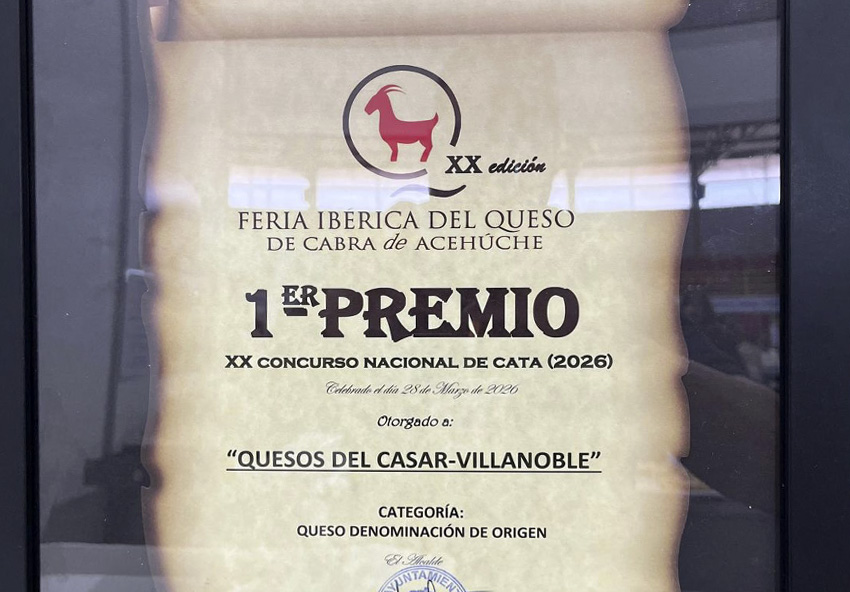 XX edición
FERIA IBÉRICA DEL QUESO
DE CABRA de ACEHÚCHE
1ER PREMIO
XX CONCURSO NACIONAL DE CATA (2026)
Celebrado el día 28 de Marzo de 2026
Otorgado a:
“QUESOS DEL CASAR-VILLANOBLE”
CATEGORÍA:
QUESO DENOMINACIÓN DE ORIGEN
El Alcalde
AYUNTAMIENTO